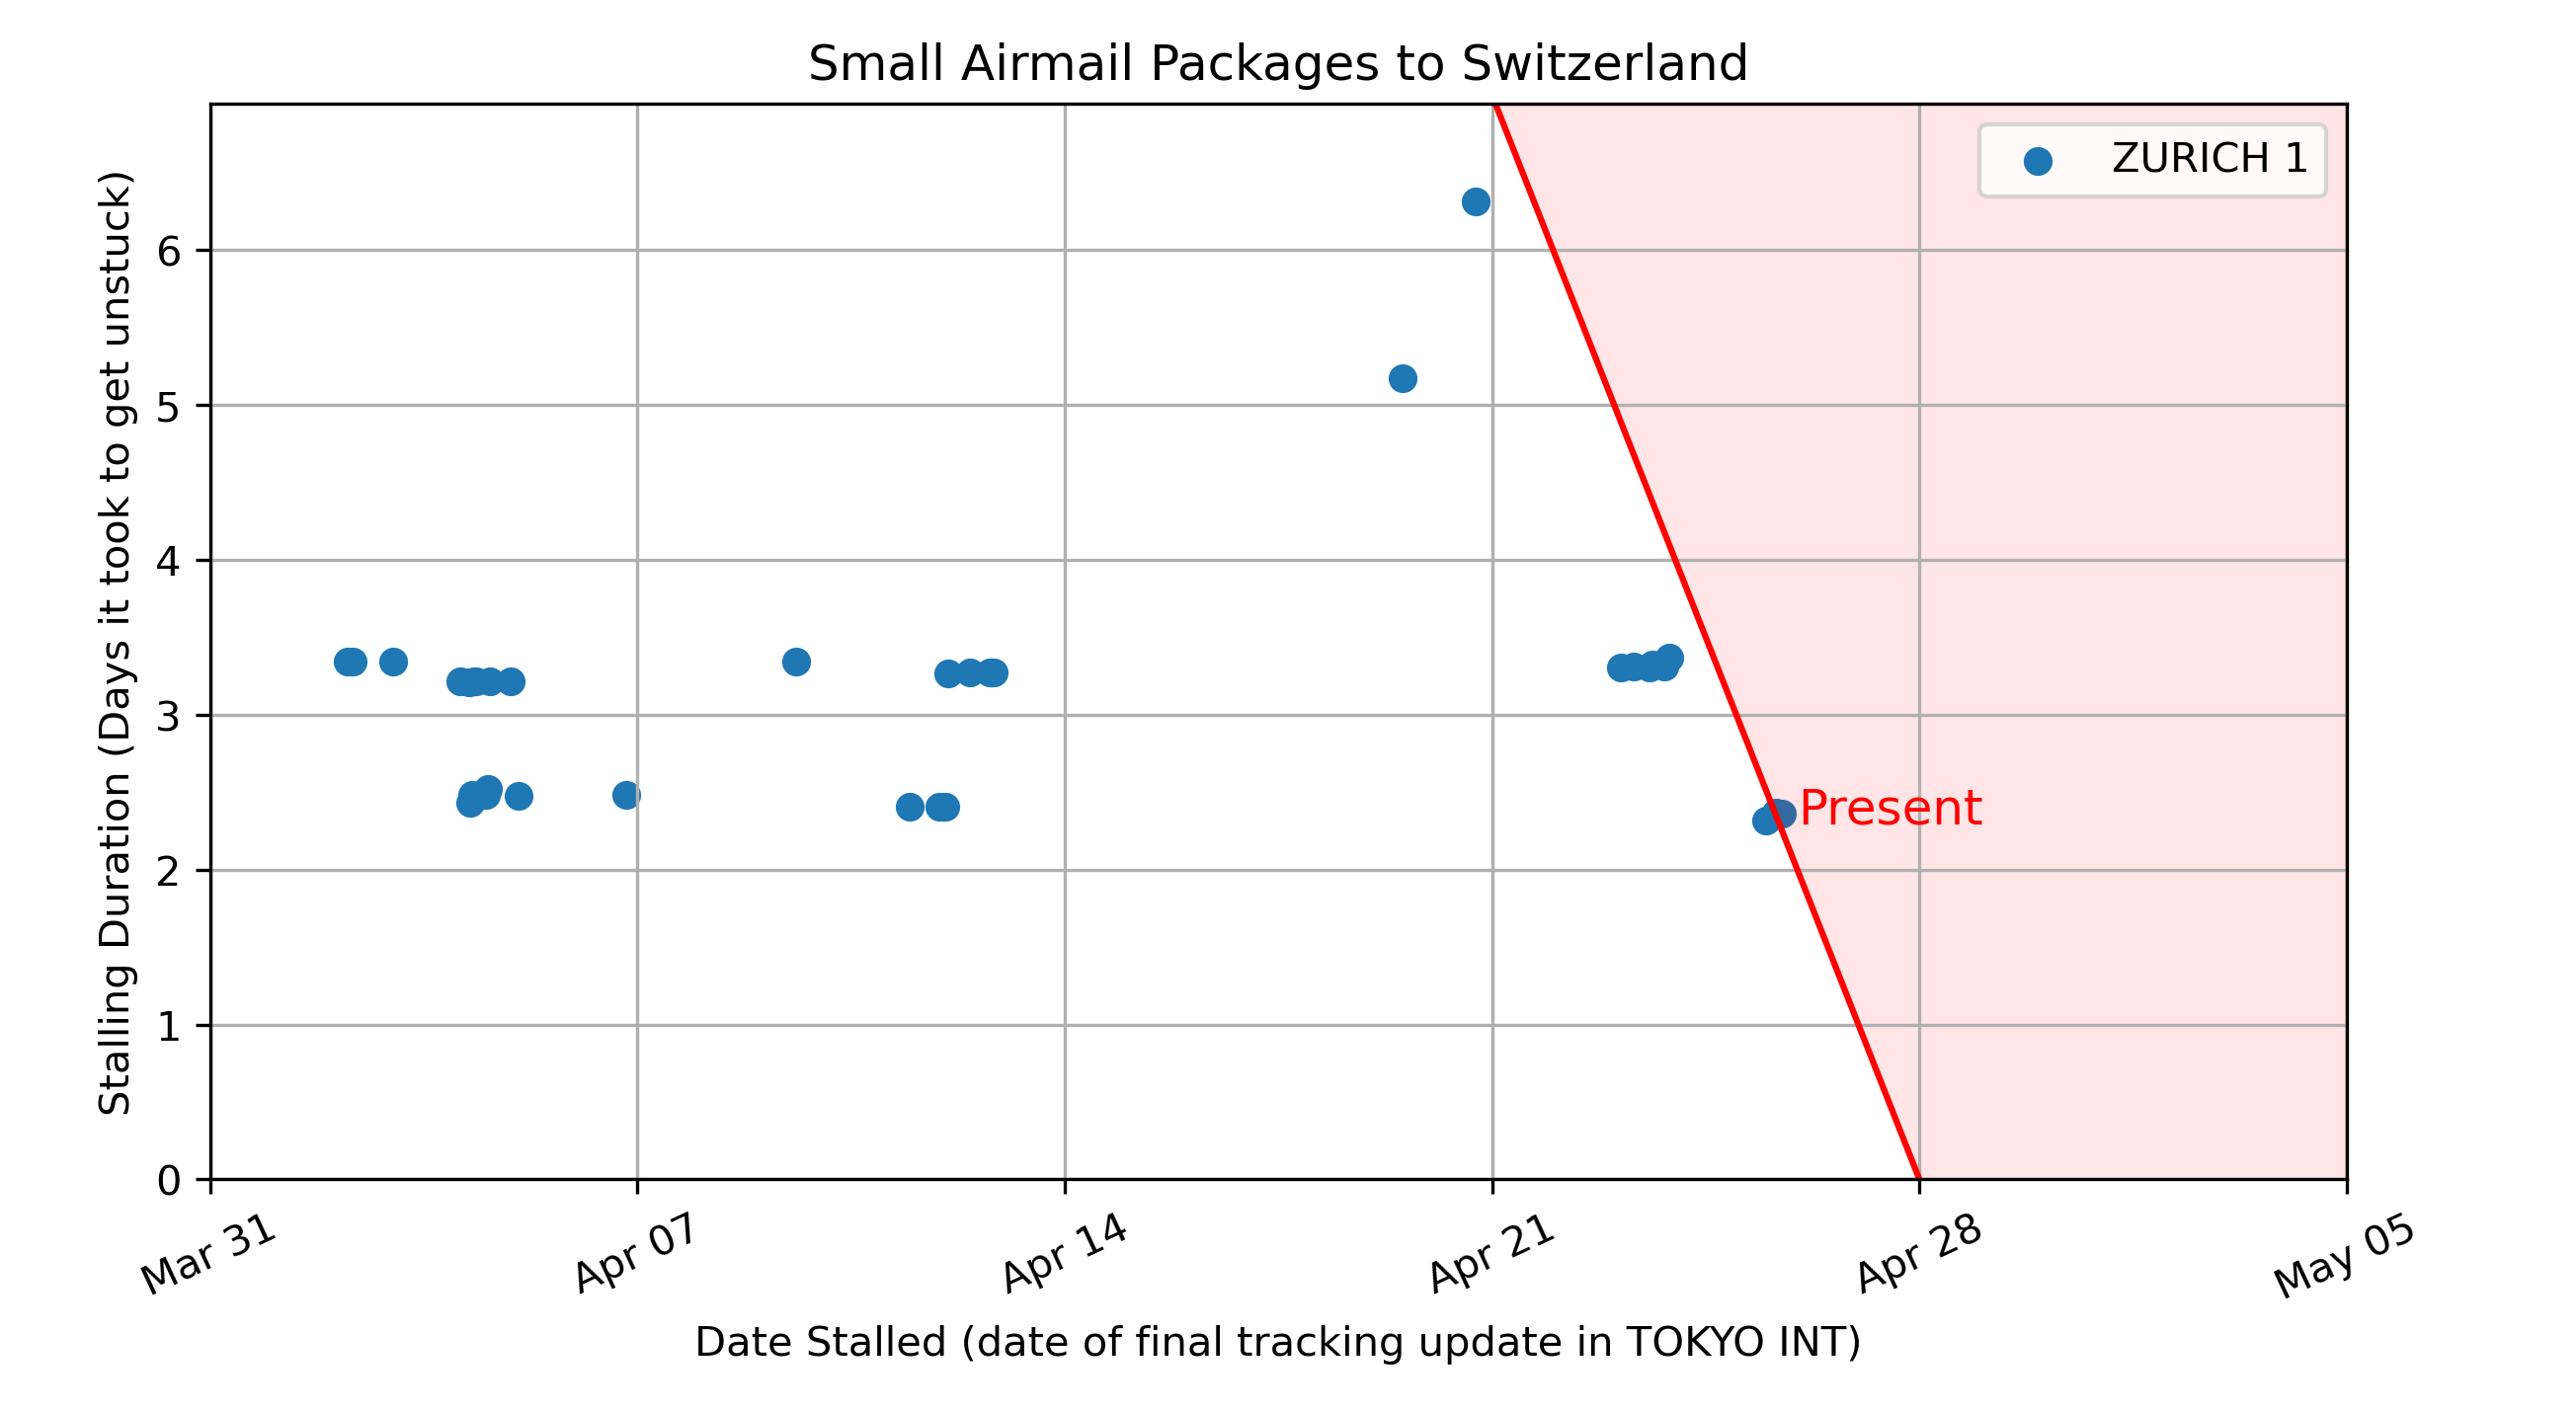 Small Airmail Packages to Switzerland
ZURICH 1
Stalling Duration (Days it took to get unstuck)
6
5
4
3
2
1
0
Present
Mar 31
Apr 07
Apr 14
Apr 21
Apr 28
May 05
Date Stalled (date of final tracking update in TOKYO INT)